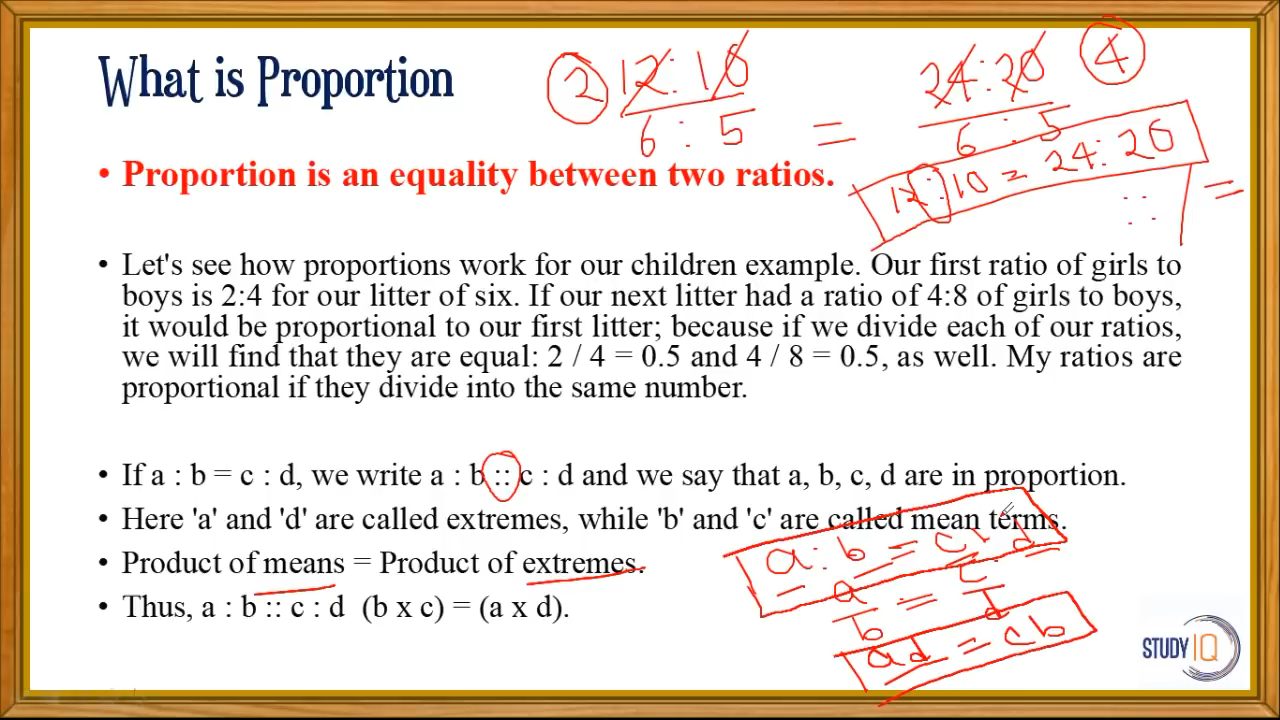 What is Proportion
② 12 : 10
6 : 5
=
24 : 20 ④
6 : 5
12 : 10 = 24 : 20
:: =
• Proportion is an equality between two ratios.
• Let's see how proportions work for our children example. Our first ratio of girls to
boys is 2:4 for our litter of six. If our next litter had a ratio of 4:8 of girls to boys,
it would be proportional to our first litter; because if we divide each of our ratios,
we will find that they are equal: 2 / 4 = 0.5 and 4 / 8 = 0.5, as well. My ratios are
proportional if they divide into the same number.
• If a : b = c : d, we write a : b :: c : d and we say that a, b, c, d are in proportion.
• Here 'a' and 'd' are called extremes, while 'b' and 'c' are called mean terms.
• Product of means = Product of extremes.
• Thus, a : b :: c : d (b x c) = (a x d).
a : b = c : d
a = c
b d
ad = cb
STUDY IQ